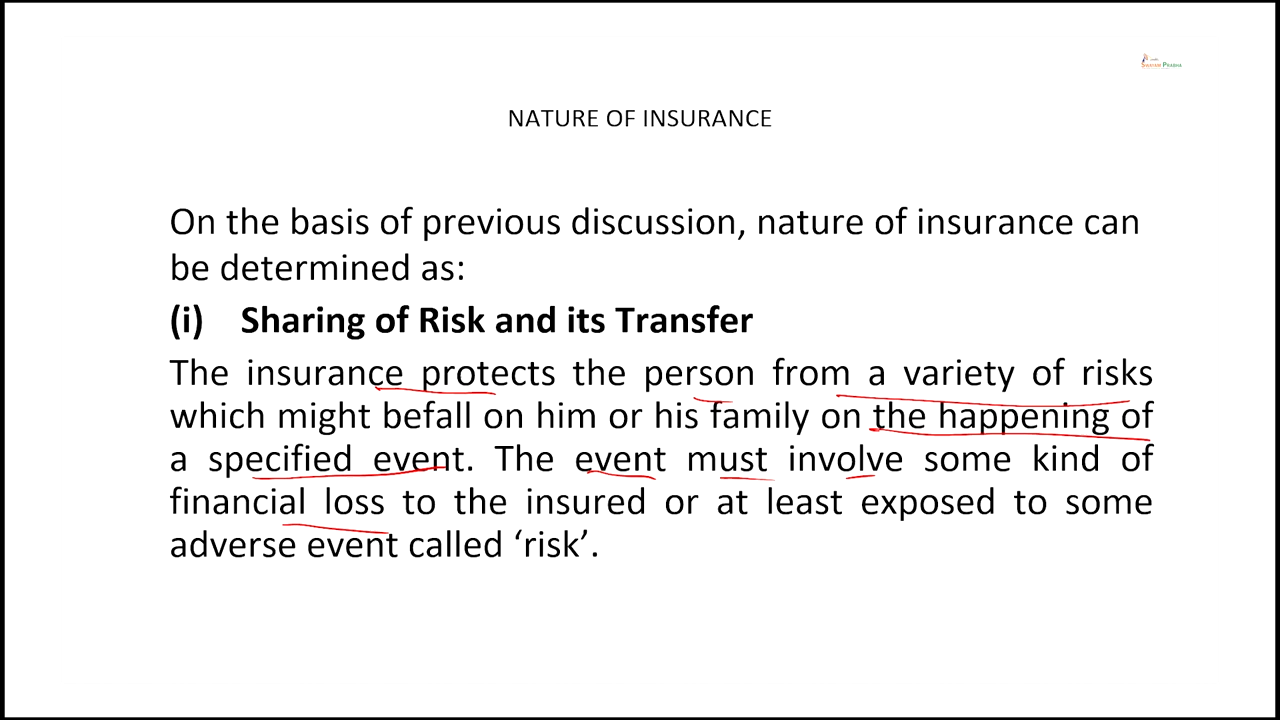 SWAYAM PRABHA
NATURE OF INSURANCE
On the basis of previous discussion, nature of insurance can
be determined as:
(i) Sharing of Risk and its Transfer
The insurance protects the person from a variety of risks
which might befall on him or his family on the happening of
a specified event. The event must involve some kind of
financial loss to the insured or at least exposed to some
adverse event called ‘risk’.